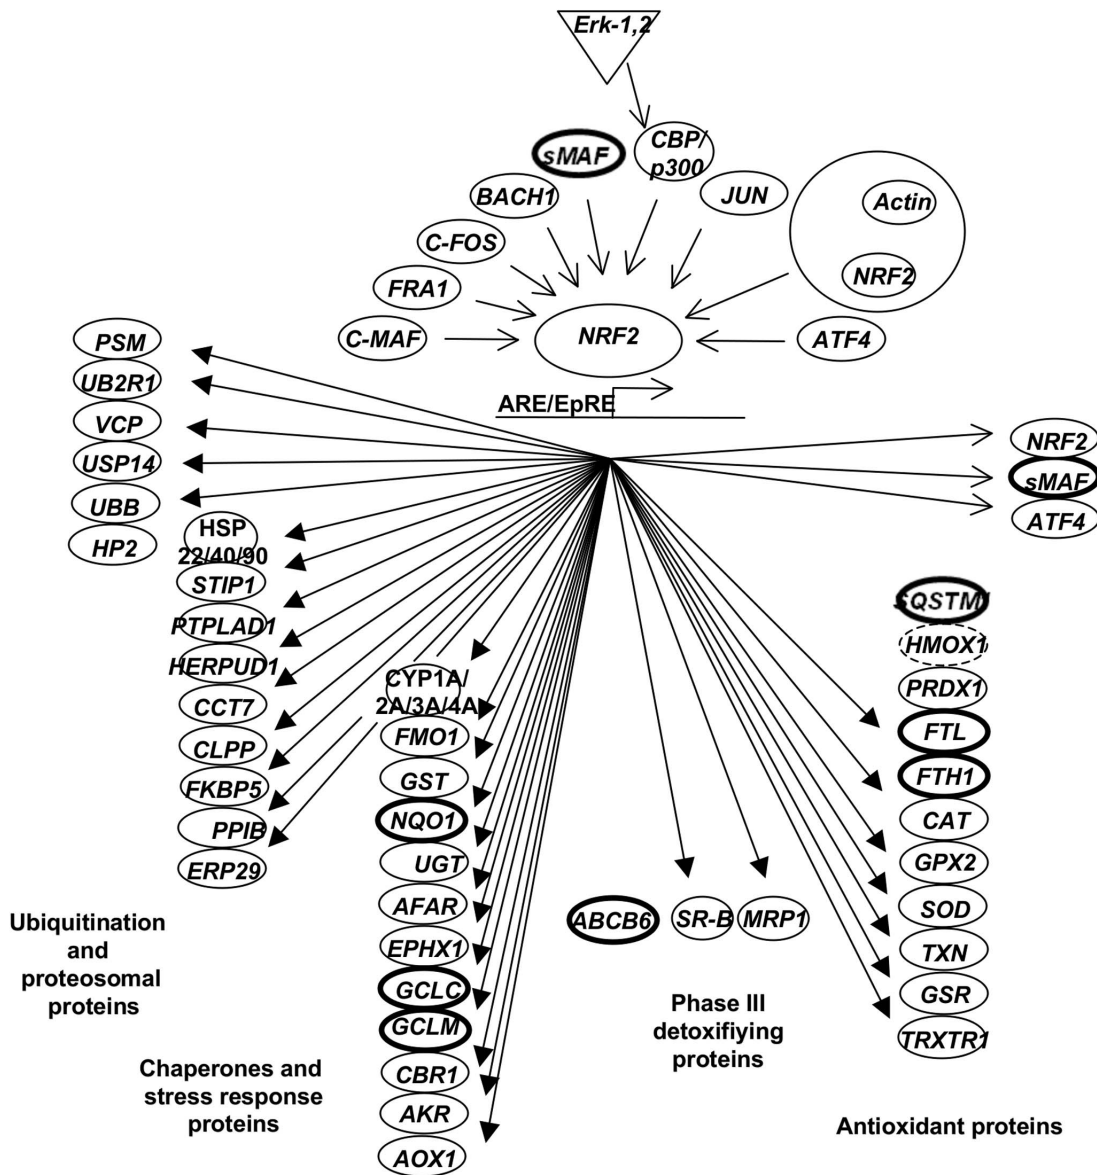 Erk-1,2
sMAF
CBP/
p300
BACH1
JUN
Actin
C-FOS
NRF2
FRA1
C-MAF
NRF2
ATF4
ARE/EpRE
PSM
UB2R1
VCP
USP14
UBB
HP2
NRF2
sMAF
ATF4
HSP
22/40/90
STIP1
PTPLAD1
HERPUD1
CCT7
CLPP
FKBP5
PPIB
ERP29
CYP1A/
2A/3A/4A
FMO1
GST
NQO1
UGT
AFAR
EPHX1
GCLC
GCLM
CBR1
AKR
AOX1
ABCB6
SR-B
MRP1
SQSTM1
HMOX1
PRDX1
FTL
FTH1
CAT
GPX2
SOD
TXN
GSR
TRXTR1
Ubiquitination
and
proteosomal
proteins
Chaperones and
stress response
proteins
Phase III
detoxifiying
proteins
Antioxidant proteins